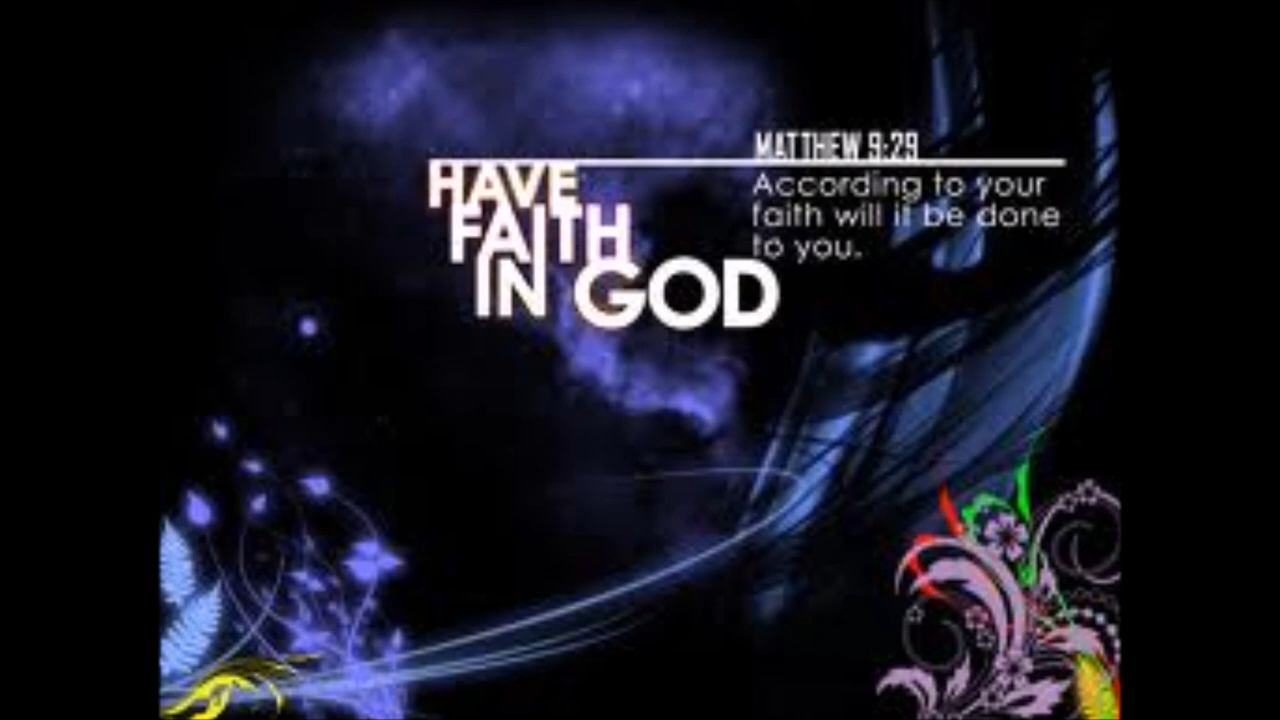 HAVE
FAITH
IN GOD
MATTHEW 9:29
According to your
faith will it be done
to you.